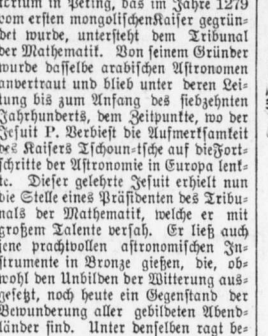 torium in Peking, das im Jahre 1279
vom ersten mongolischenKaiser gegrün-
det wurde, untersteht dem Tribunal
der Mathematik. Von seinem Gründer
wurde dasselbe arabischen Astronomen
anvertraut und blieb unter deren Lei-
tung bis zum Anfang des siebzehnten
Jahrhunderts, dem Zeitpunkte, wo der
Jesuit P. Verbiest die Aufmerksamkeit
des Kaisers Tschoun-tsche auf dieFort-
schritte der Astronomie in Europa lenk-
te. Dieser gelehrte Jesuit erhielt nun
die Stelle eines Präsidenten des Tribu-
nals der Mathematik, welche er mit
großem Talente versah. Er ließ auch
jene prachtvollen astronomischen In-
strumente in Bronze gießen, die, ob-
wohl den Unbilden der Witterung aus-
gesetzt, noch heute ein Gegenstand der
Bewunderung aller gebildeten Abend-
länder sind. Unter denselben ragt be-